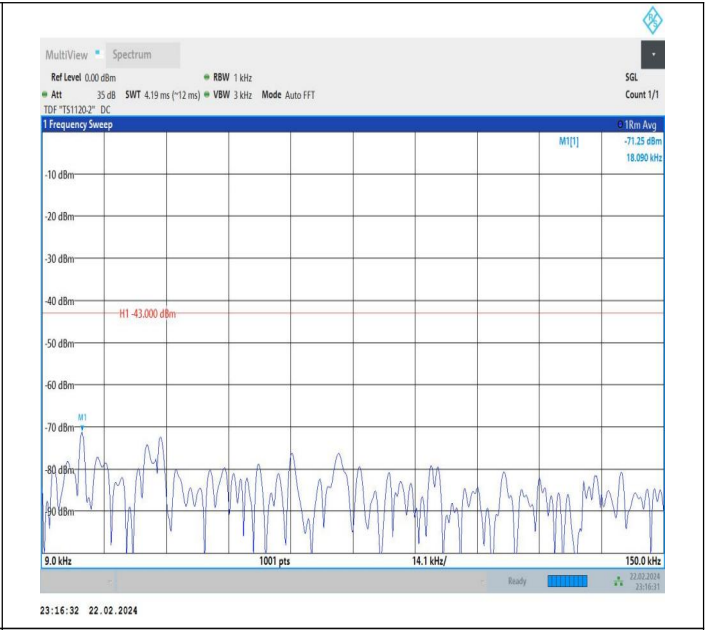 MultiView Spectrum
Ref Level 0.00 dBm RBW 1 kHz SGL
Att 35 dB SWT 4.19 ms (~12 ms) VBW 3 kHz Mode Auto FFT Count 1/1
TDF "TS1120-2" DC
1 Frequency Sweep 1Rm Avg
M1[1] -71.25 dBm
18.090 kHz
-10 dBm
-20 dBm
-30 dBm
-40 dBm
H1 -43.000 dBm
-50 dBm
-60 dBm
M1
-70 dBm
-80 dBm
-90 dBm
9.0 kHz 1001 pts 14.1 kHz/ 150.0 kHz
Ready 22.02.2024
23:16:31
23:16:32 22.02.2024